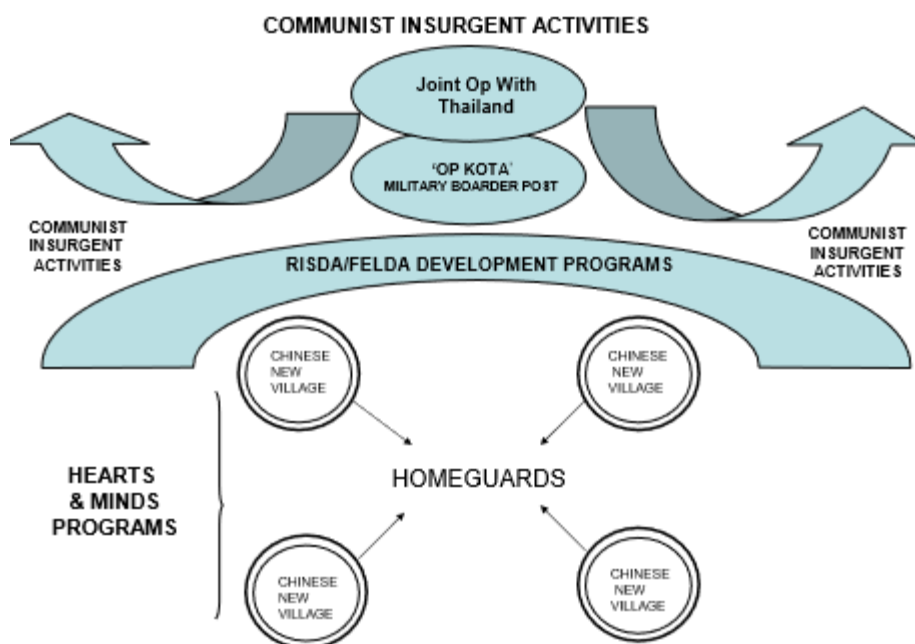 COMMUNIST INSURGENT ACTIVITIES
Joint Op With
Thailand
'OP KOTA'
MILITARY BOARDER POST
COMMUNIST
INSURGENT
ACTIVITIES
COMMUNIST
INSURGENT
ACTIVITIES
RISDA/FELDA DEVELOPMENT PROGRAMS
CHINESE
NEW
VILLAGE
CHINESE
NEW
VILLAGE
HEARTS
& MINDS
PROGRAMS
HOMEGUARDS
CHINESE
NEW
VILLAGE
CHINESE
NEW
VILLAGE